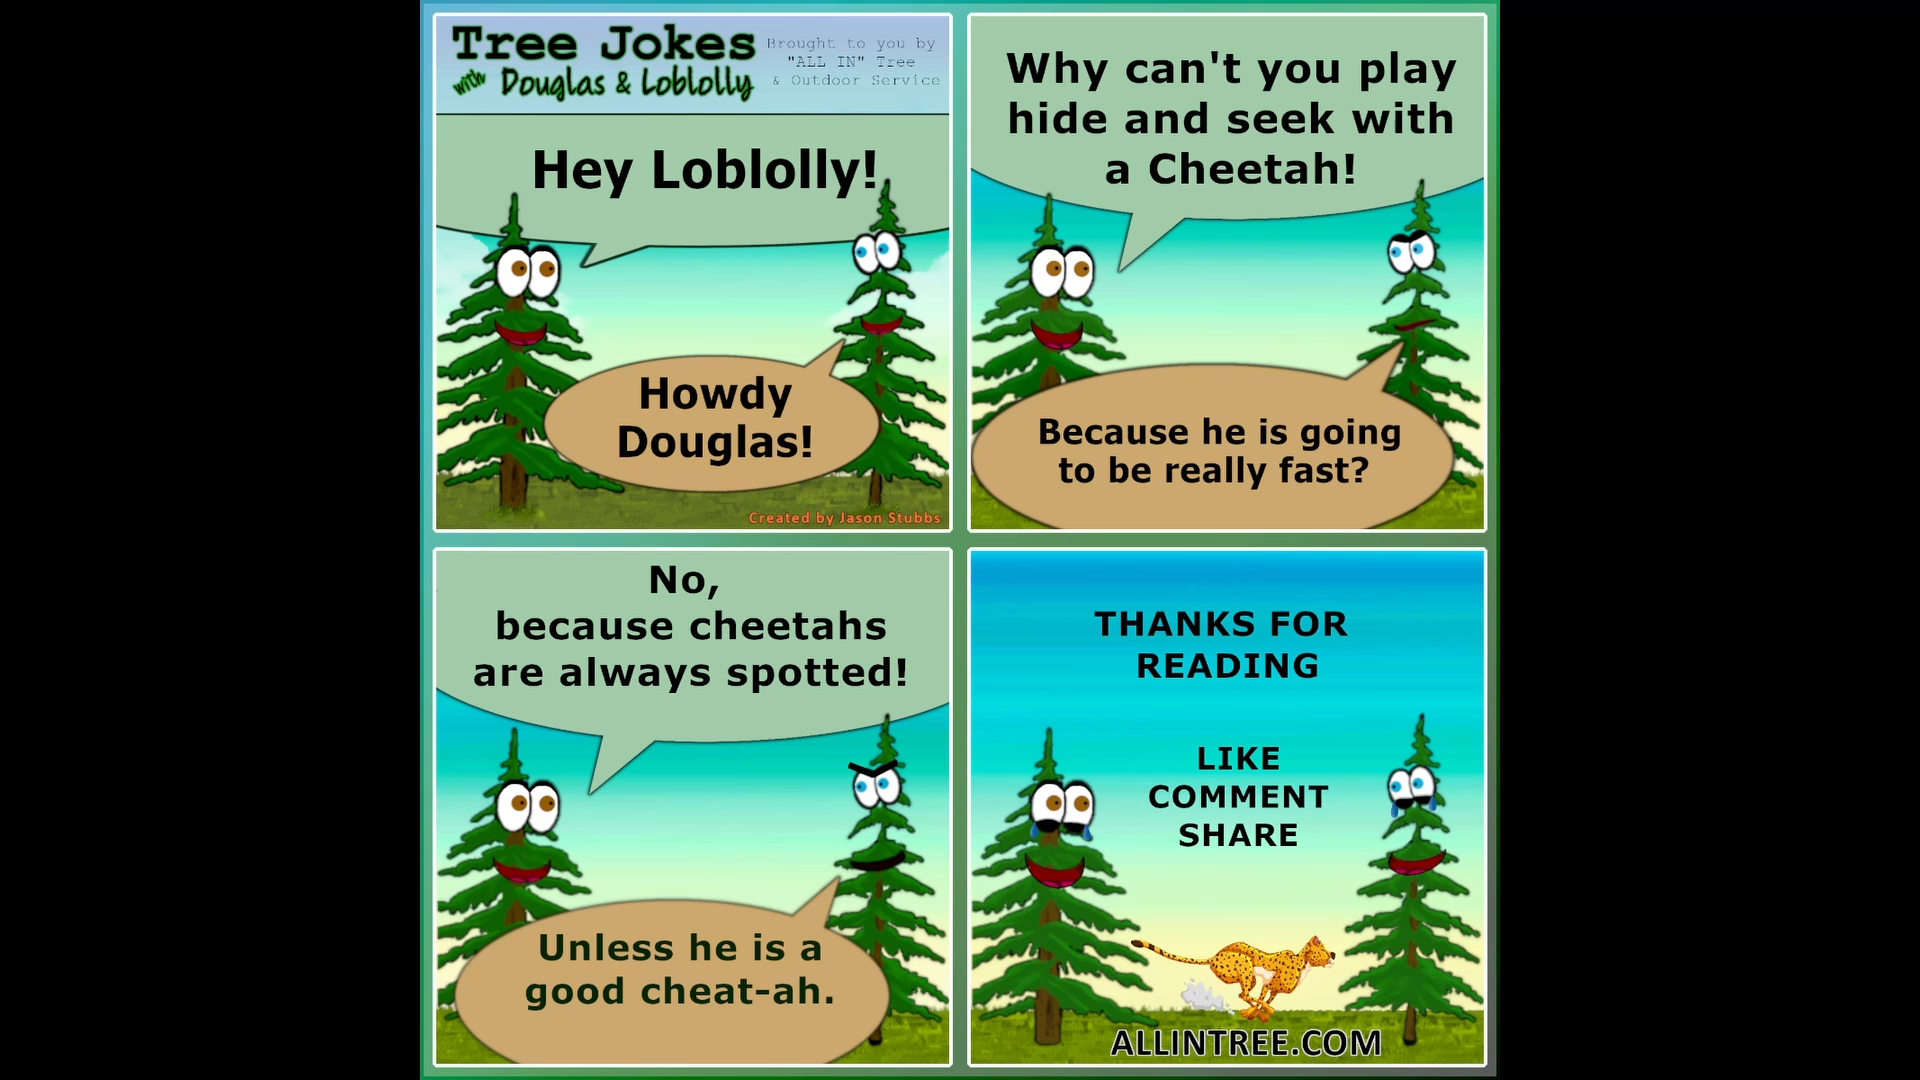 Tree Jokes
with Douglas & Loblolly
Brought to you by
"ALL IN" Tree
& Outdoor Service
Hey Loblolly!
Howdy
Douglas!
Created by Jason Stubbs
Why can't you play
hide and seek with
a Cheetah!
Because he is going
to be really fast?
No,
because cheetahs
are always spotted!
Unless he is a
good cheat-ah.
THANKS FOR
READING
LIKE
COMMENT
SHARE
ALLINTREE.COM